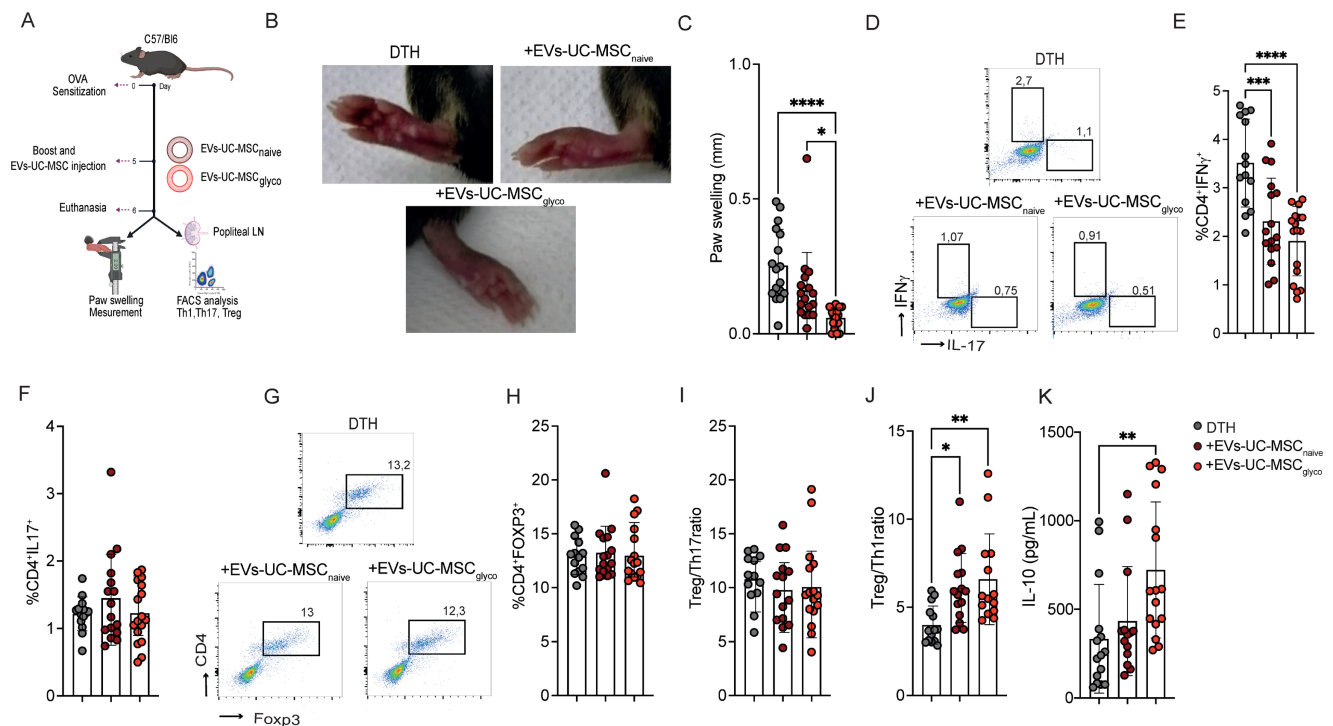 A
C57/Bl6
OVA
Sensitization
0
Day
Boost and
EVs-UC-MSC injection
5
EVs-UC-MSCnaive
EVs-UC-MSCglyco
Euthanasia
6
Popliteal LN
Paw swelling
Mesurement
FACS analysis
Th1,Th17, Treg
B
DTH
+EVs-UC-MSCnaive
+EVs-UC-MSCglyco
C
Paw swelling (mm)
1.0
0.5
0.0
****
*
D
DTH
2,7
1,1
+EVs-UC-MSCnaive
+EVs-UC-MSCglyco
1,07
0,75
0,91
0,51
IFNγ
IL-17
E
%CD4⁺IFNγ⁺
5
4
3
2
1
0
****
***
F
%CD4⁺IL17⁺
4
3
2
1
0
G
DTH
13,2
+EVs-UC-MSCnaive
+EVs-UC-MSCglyco
13
12,3
CD4
Foxp3
H
%CD4⁺FOXP3⁺
25
20
15
10
5
0
I
Treg/Th17ratio
25
20
15
10
5
0
J
Treg/Th1ratio
15
10
5
0
**
*
K
IL-10 (pg/mL)
1500
1000
500
0
**
DTH
+EVs-UC-MSCnaive
+EVs-UC-MSCglyco